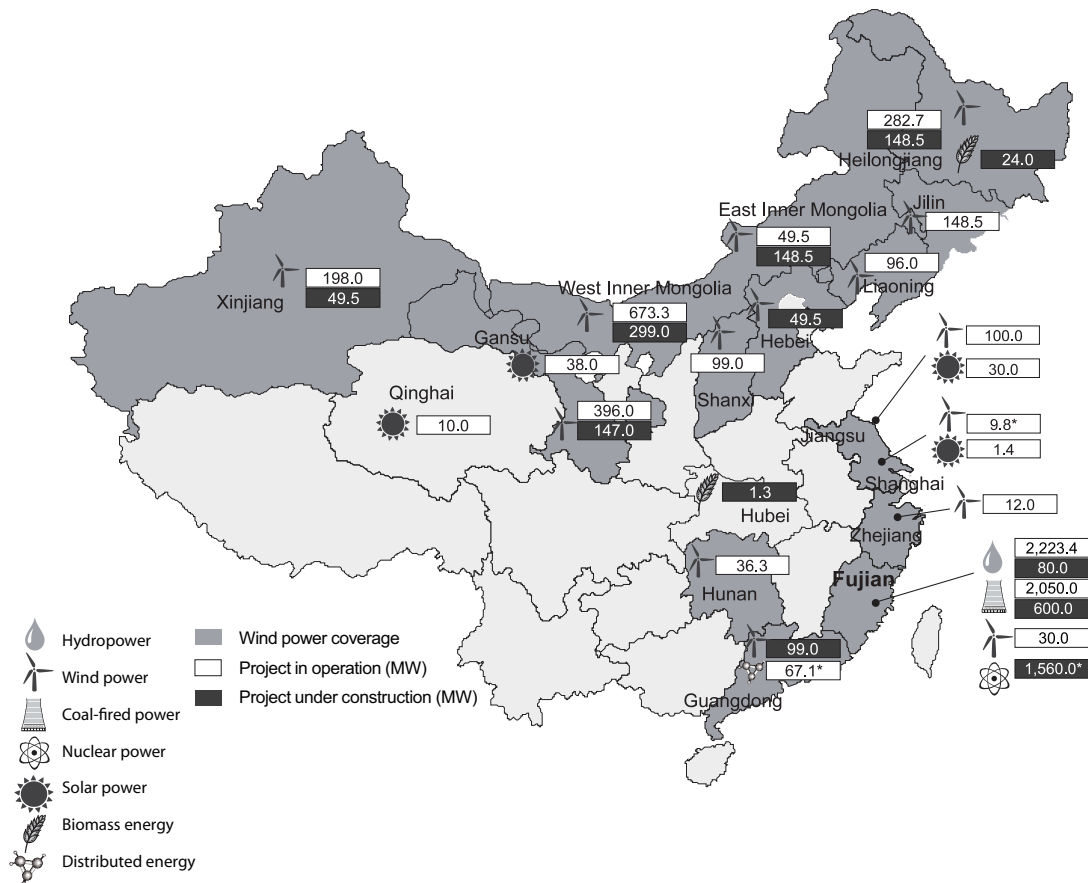 282.7
148.5
Heilongjiang
24.0
Jilin
148.5
East Inner Mongolia
49.5
148.5
96.0
Liaoning
198.0
49.5
Xinjiang
West Inner Mongolia
673.3
299.0
49.5
Hebei
Gansu
38.0
99.0
Shanxi
100.0
30.0
Qinghai
10.0
396.0
147.0
Jiangsu
9.8*
1.4
Shanghai
1.3
Hubei
12.0
Zhejiang
36.3
Hunan
Fujian
2,223.4
80.0
2,050.0
600.0
30.0
1,560.0*
99.0
67.1*
Guangdong
Hydropower
Wind power
Coal-fired power
Nuclear power
Solar power
Biomass energy
Distributed energy
Wind power coverage
Project in operation (MW)
Project under construction (MW)